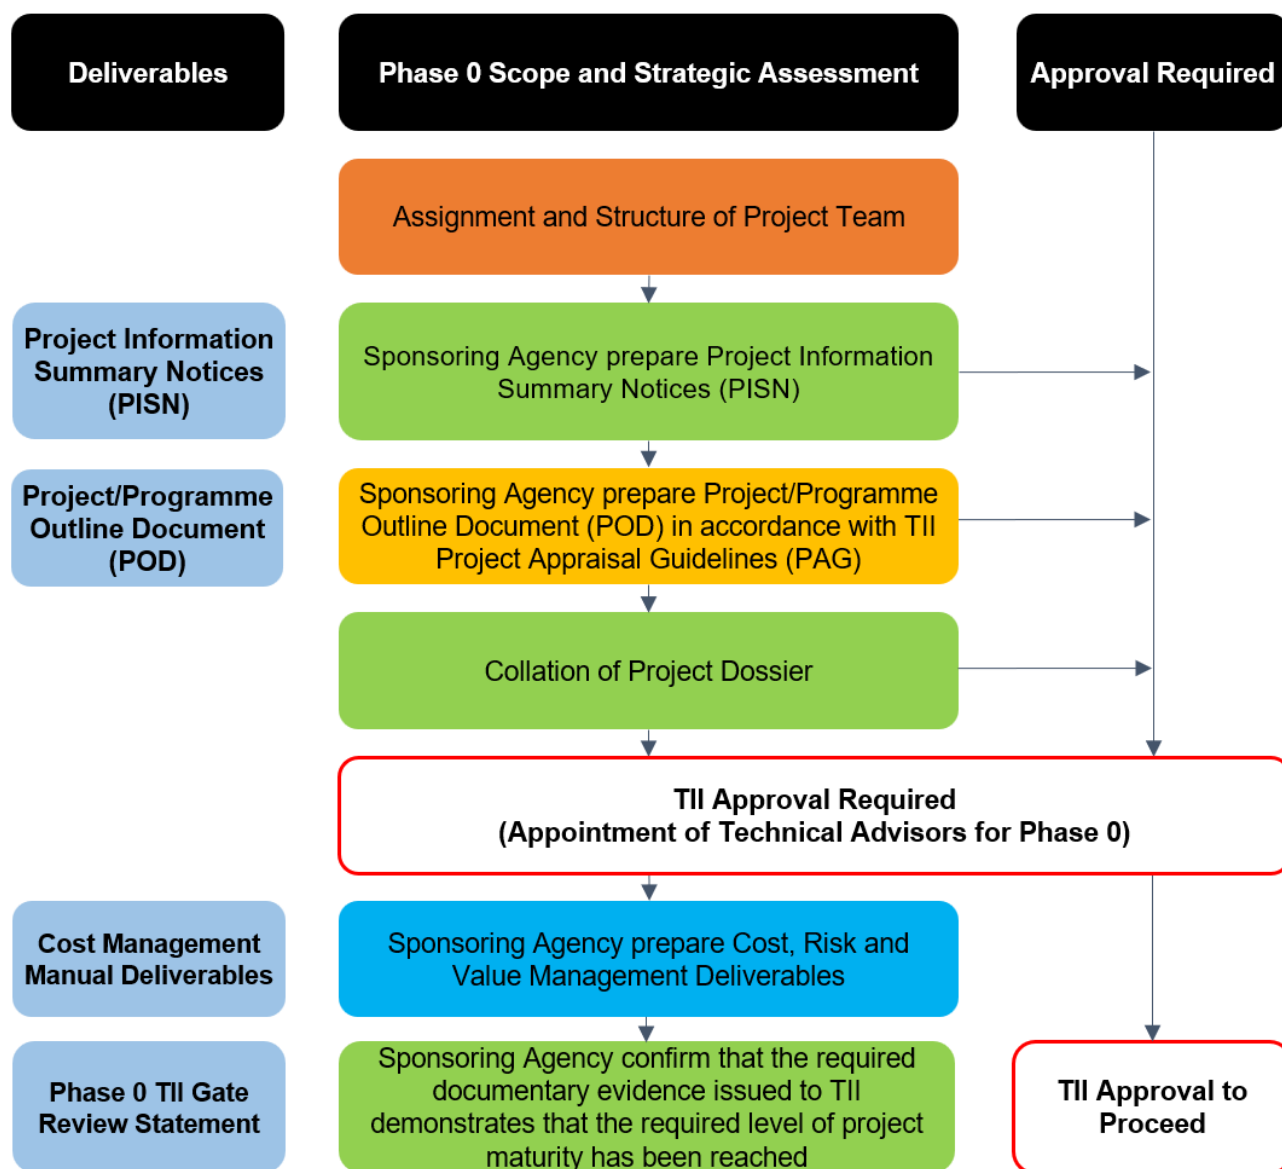 Deliverables
Phase 0 Scope and Strategic Assessment
Approval Required
Assignment and Structure of Project Team
Project Information
Summary Notices
(PISN)
Sponsoring Agency prepare Project Information
Summary Notices (PISN)
Project/Programme
Outline Document
(POD)
Sponsoring Agency prepare Project/Programme
Outline Document (POD) in accordance with TII
Project Appraisal Guidelines (PAG)
Collation of Project Dossier
TII Approval Required
(Appointment of Technical Advisors for Phase 0)
Cost Management
Manual Deliverables
Sponsoring Agency prepare Cost, Risk and
Value Management Deliverables
Phase 0 TII Gate
Review Statement
Sponsoring Agency confirm that the required
documentary evidence issued to TII
demonstrates that the required level of project
maturity has been reached
TII Approval to
Proceed